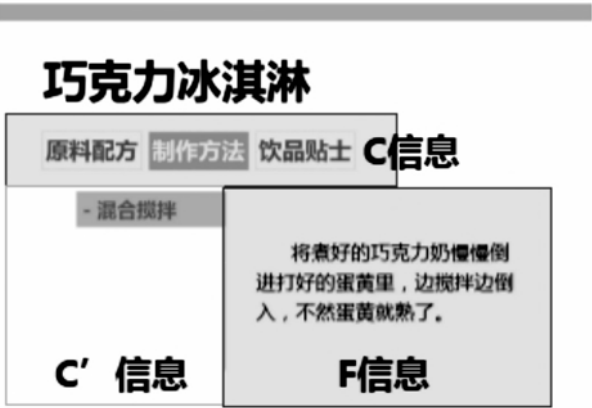 巧克力冰淇淋
原料配方 制作方法 饮品贴士 C信息
- 混合搅拌
将煮好的巧克力奶慢慢倒
进打好的蛋黄里，边搅拌边倒
入，不然蛋黄就熟了。
C′ 信息 F信息